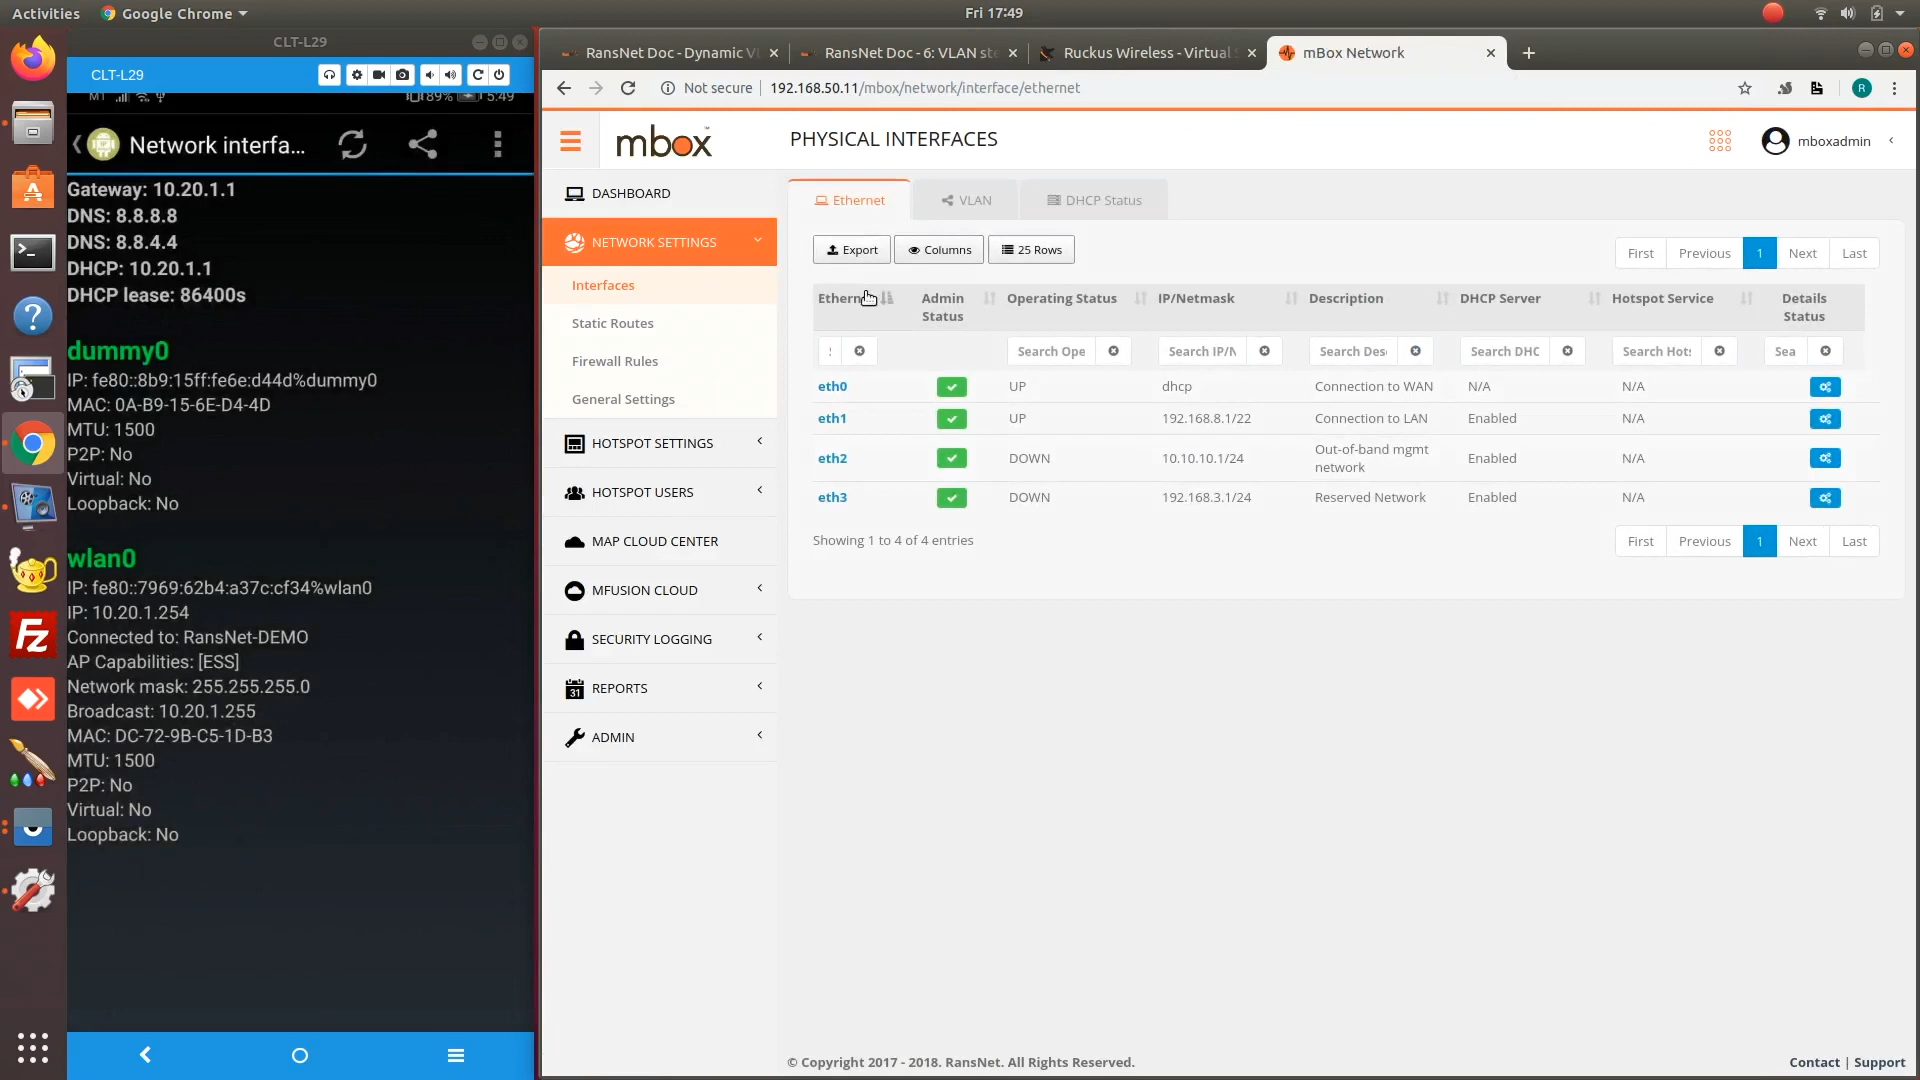 Activities
Google Chrome
Fri 17:49
CLT-L29
CLT-L29
89%
5:49
Network interfa...
Gateway: 10.20.1.1
DNS: 8.8.8.8
DNS: 8.8.4.4
DHCP: 10.20.1.1
DHCP lease: 86400s
dummy0
IP: fe80::8b9:15ff:fe6e:d44d%dummy0
MAC: 0A-B9-15-6E-D4-4D
MTU: 1500
P2P: No
Virtual: No
Loopback: No
wlan0
IP: fe80::7969:62b4:a37c:cf34%wlan0
IP: 10.20.1.254
Connected to: RansNet-DEMO
AP Capabilities: [ESS]
Network mask: 255.255.255.0
Broadcast: 10.20.1.255
MAC: DC-72-9B-C5-1D-B3
MTU: 1500
P2P: No
Virtual: No
Loopback: No
RansNet Doc - Dynamic VL
RansNet Doc - 6: VLAN ste
Ruckus Wireless - Virtual S
mBox Network
Not secure
192.168.50.11/mbox/network/interface/ethernet
R
mbox
PHYSICAL INTERFACES
mboxadmin
DASHBOARD
NETWORK SETTINGS
Interfaces
Static Routes
Firewall Rules
General Settings
HOTSPOT SETTINGS
HOTSPOT USERS
MAP CLOUD CENTER
MFUSION CLOUD
SECURITY LOGGING
31 REPORTS
ADMIN
Ethernet VLAN DHCP Status
Export Columns 25 Rows
First Previous 1 Next Last
Ethern Admin Status Operating Status IP/Netmask Description DHCP Server Hotspot Service Details Status
Search Ope Search IP/N Search Des Search DHC Search Hots Sea
eth0 UP dhcp Connection to WAN N/A N/A
eth1 UP 192.168.8.1/22 Connection to LAN Enabled N/A
eth2 DOWN 10.10.10.1/24 Out-of-band mgmt network Enabled N/A
eth3 DOWN 192.168.3.1/24 Reserved Network Enabled N/A
Showing 1 to 4 of 4 entries
First Previous 1 Next Last
© Copyright 2017 - 2018. RansNet. All Rights Reserved.
Contact | Support